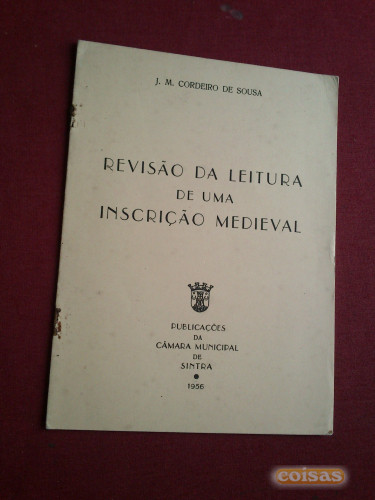 J. M. CORDEIRO DE SOUSA
REVISÃO DA LEITURA
DE UMA
INSCRIÇÃO MEDIEVAL
PUBLICAÇÕES
DA
CÂMARA MUNICIPAL
DE
SINTRA
1956
coisas